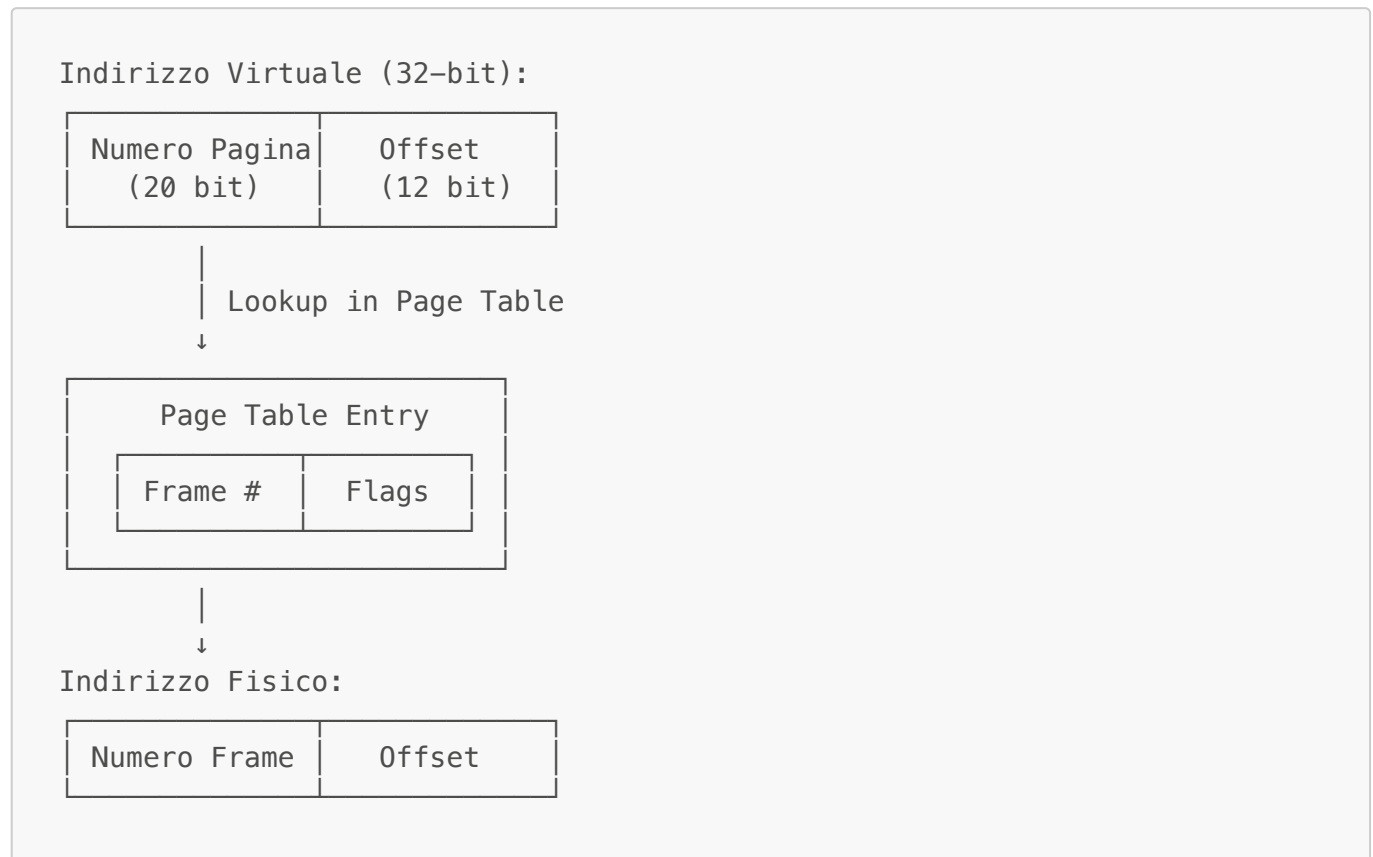 Indirizzo Virtuale (32-bit):
Numero Pagina Offset
(20 bit) (12 bit)
Lookup in Page Table
↓
Page Table Entry
Frame # Flags
↓
Indirizzo Fisico:
Numero Frame Offset